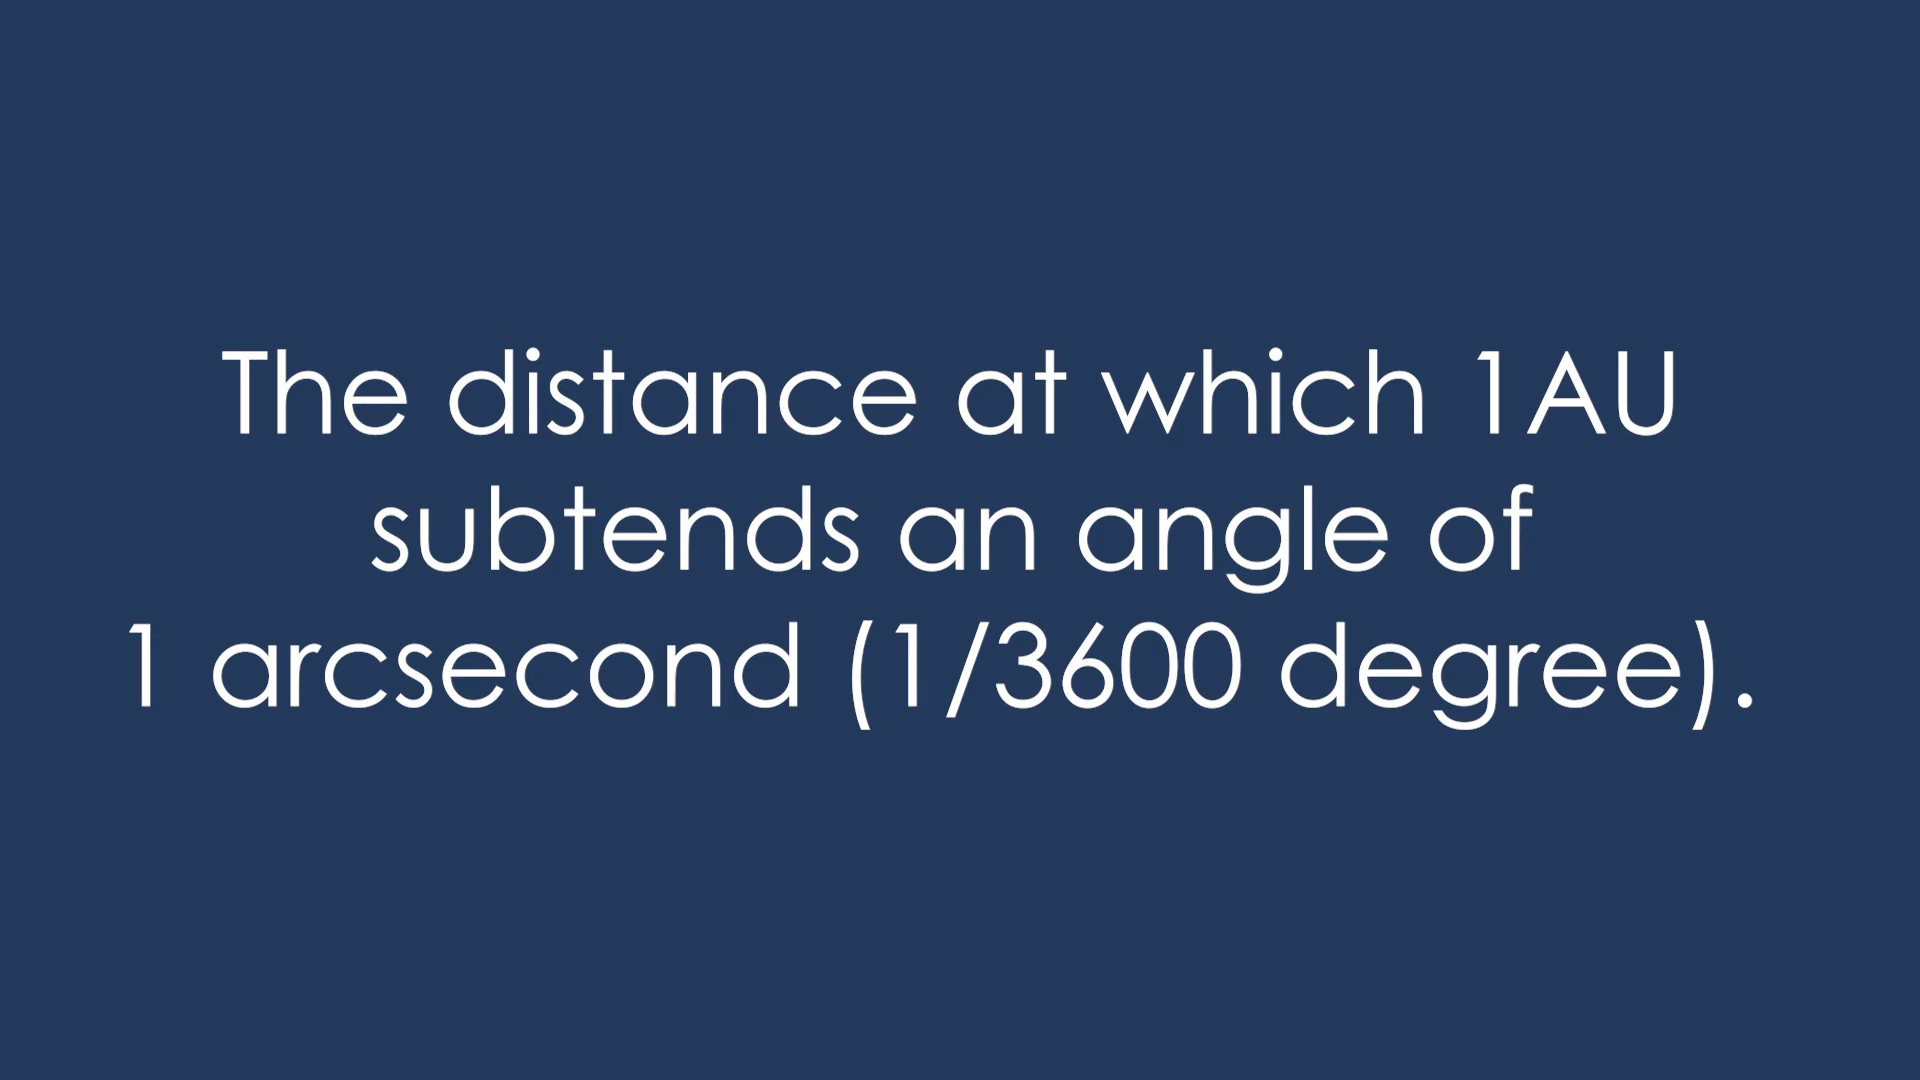 The distance at which 1AU
subtends an angle of
1 arcsecond (1/3600 degree).